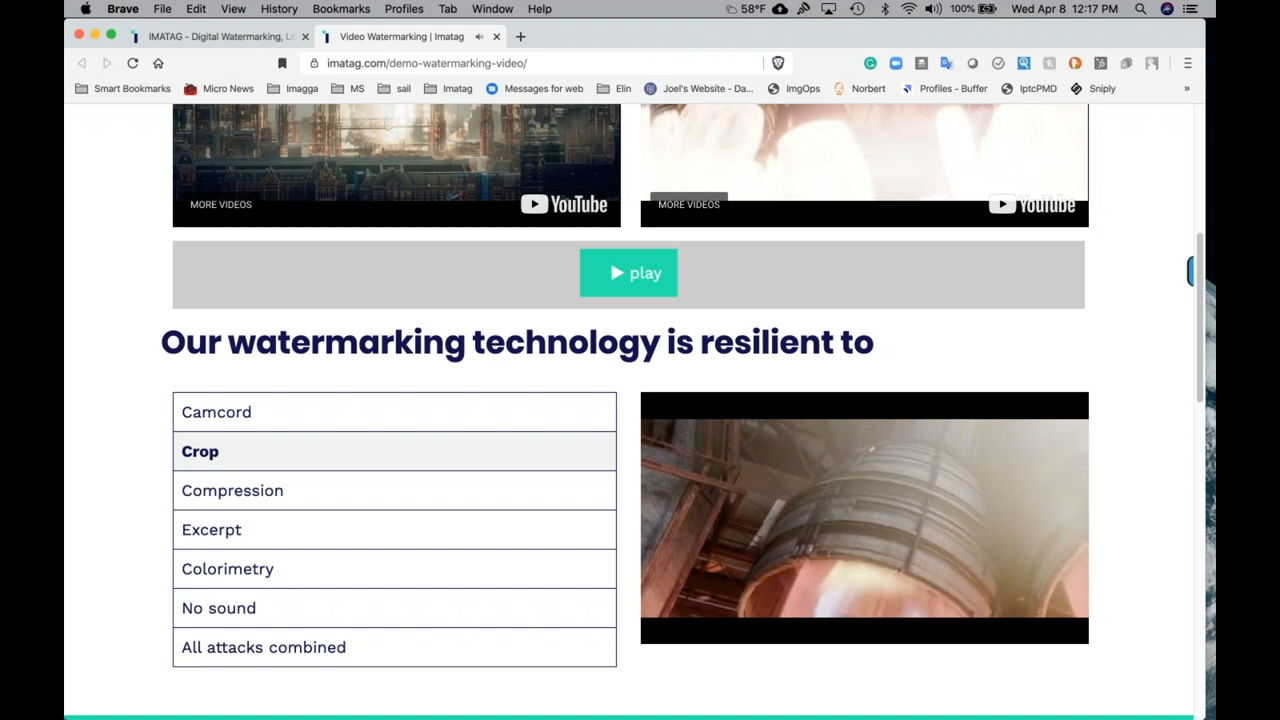 Brave File Edit View History Bookmarks Profiles Tab Window Help 58°F 100% Wed Apr 8 12:17 PM
IMATAG - Digital Watermarking, Le Video Watermarking | Imatag
imatag.com/demo-watermarking-video/
Smart Bookmarks Micro News Imagga MS sail Imatag Messages for web Elin Joel's Website - Da... ImgOps Norbert Profiles - Buffer IptcPMD Sniply »
MORE VIDEOS YouTube MORE VIDEOS YouTube
play
Our watermarking technology is resilient to
Camcord
Crop
Compression
Excerpt
Colorimetry
No sound
All attacks combined